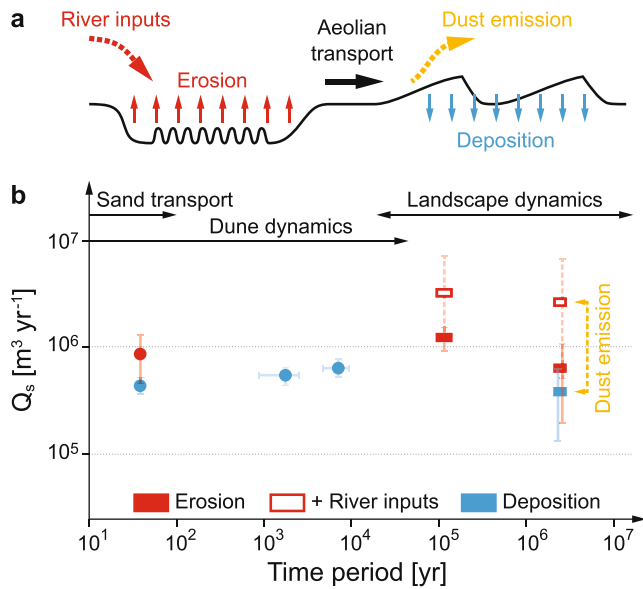 a
River inputs
Erosion
Aeolian
transport
Dust emission
Deposition
b
Sand transport
Landscape dynamics
Dune dynamics
10⁷
10⁶
10⁵
Qₛ [m³ yr⁻¹]
Dust emission
Erosion
+ River inputs
Deposition
10¹ 10² 10³ 10⁴ 10⁵ 10⁶ 10⁷
Time period [yr]